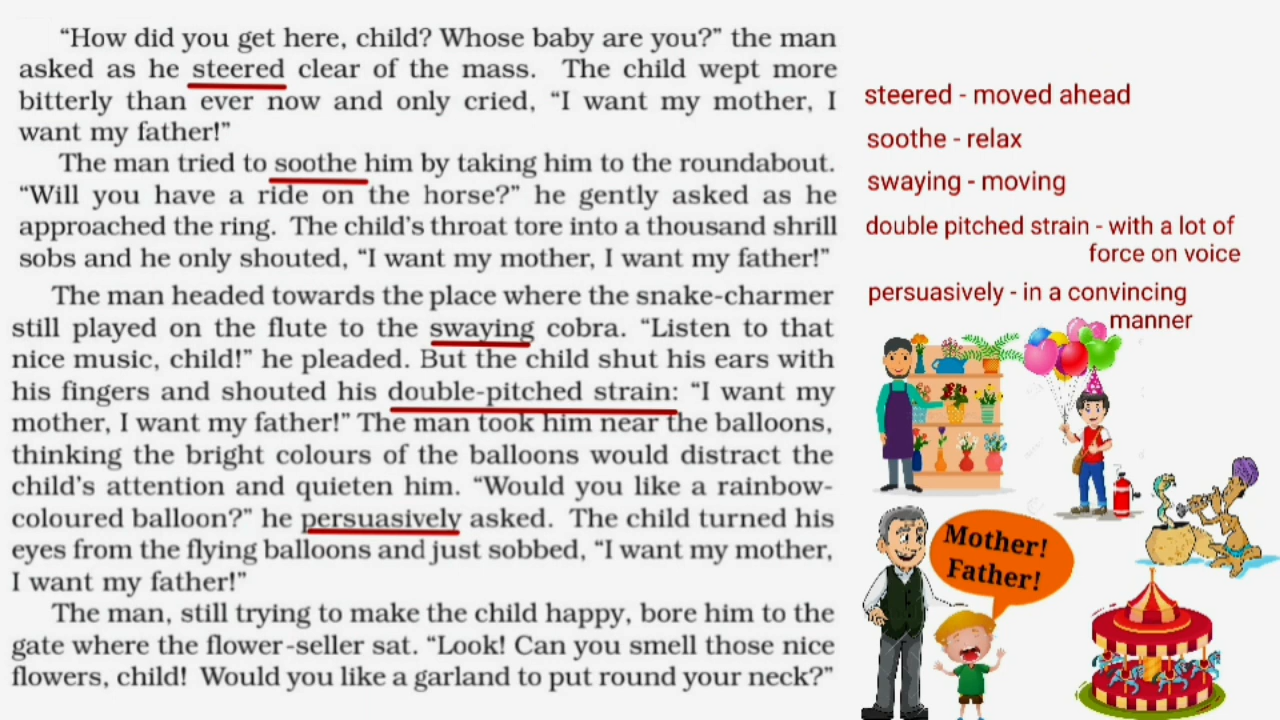 “How did you get here, child? Whose baby are you?” the man
asked as he steered clear of the mass. The child wept more
bitterly than ever now and only cried, “I want my mother, I
want my father!”
The man tried to soothe him by taking him to the roundabout.
“Will you have a ride on the horse?” he gently asked as he
approached the ring. The child’s throat tore into a thousand shrill
sobs and he only shouted, “I want my mother, I want my father!”
The man headed towards the place where the snake-charmer
still played on the flute to the swaying cobra. “Listen to that
nice music, child!” he pleaded. But the child shut his ears with
his fingers and shouted his double-pitched strain: “I want my
mother, I want my father!” The man took him near the balloons,
thinking the bright colours of the balloons would distract the
child’s attention and quieten him. “Would you like a rainbow-
coloured balloon?” he persuasively asked. The child turned his
eyes from the flying balloons and just sobbed, “I want my mother,
I want my father!”
The man, still trying to make the child happy, bore him to the
gate where the flower-seller sat. “Look! Can you smell those nice
flowers, child! Would you like a garland to put round your neck?”
steered - moved ahead
soothe - relax
swaying - moving
double pitched strain - with a lot of
force on voice
persuasively - in a convincing
manner
Mother!
Father!